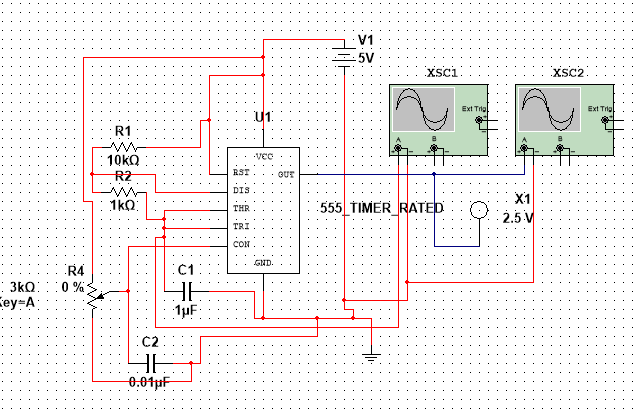 V1
5V
XSC1
XSC2
Ext Trig
A
B
Ext Trig
A
B
U1
R1
10kΩ
R2
1kΩ
VCC
RST
OUT
DIS
THR
TRI
CON
GND
555_TIMER_RATED
X1
2.5 V
R4
0 %
3kΩ
Key=A
C1
1µF
C2
0.01µF